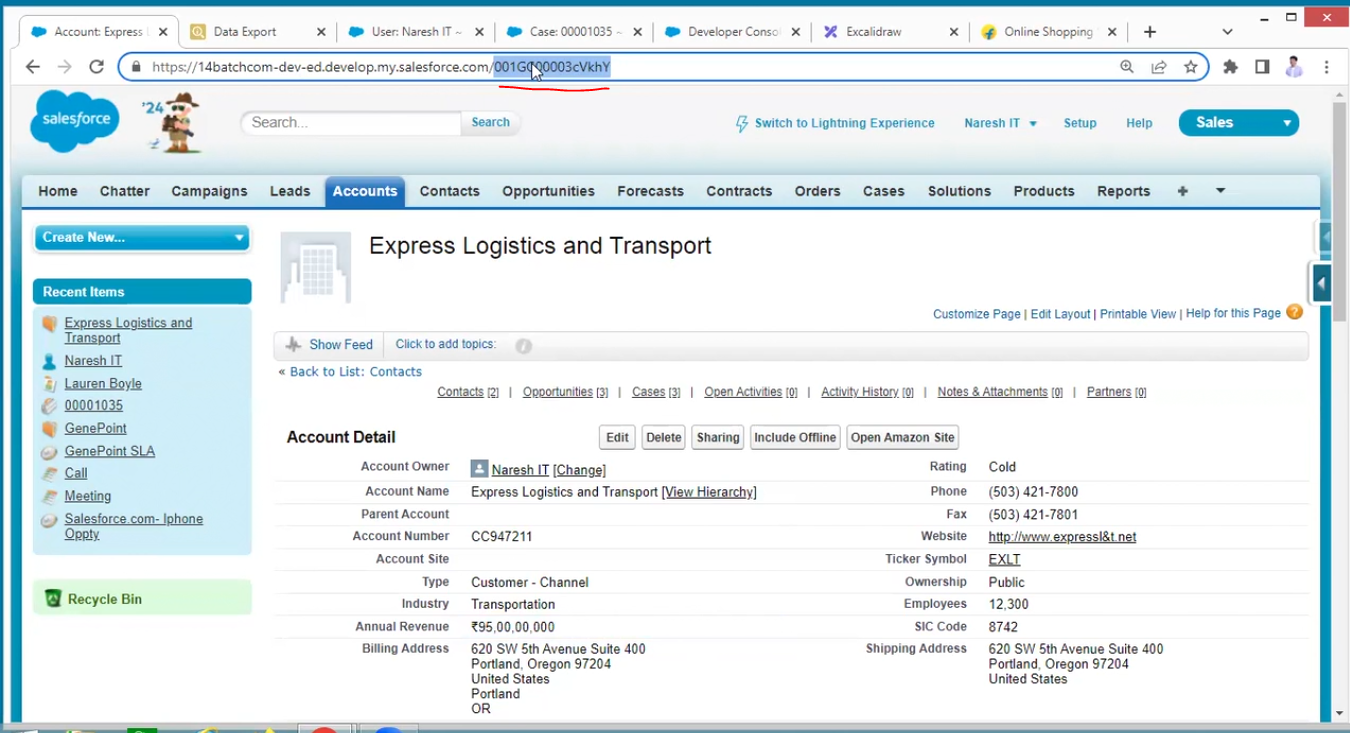 Account: Express
Data Export
User: Naresh IT ~
Case: 00001035 ~
Developer Conso
Excalidraw
Online Shopping
https://14batchcom-dev-ed.develop.my.salesforce.com/
salesforce
'24
Search...
Search
Switch to Lightning Experience
Naresh IT
Setup
Help
Sales
Home
Chatter
Campaigns
Leads
Accounts
Contacts
Opportunities
Forecasts
Contracts
Orders
Cases
Solutions
Products
Reports
Create New...
Recent Items
Express Logistics and
Transport
Naresh IT
Lauren Boyle
00001035
GenePoint
GenePoint SLA
Call
Meeting
Salesforce.com- Iphone
Oppty
Recycle Bin
Express Logistics and Transport
Customize Page | Edit Layout | Printable View | Help for this Page ?
Show Feed
Click to add topics:
« Back to List: Contacts
Contacts [2] | Opportunities [3] | Cases [3] | Open Activities [0] | Activity History [0] | Notes & Attachments [0] | Partners [0]
Account Detail
Edit
Delete
Sharing
Include Offline
Open Amazon Site
Account Owner Naresh IT [Change] Rating Cold
Account Name Express Logistics and Transport [View Hierarchy] Phone (503) 421-7800
Parent Account Fax (503) 421-7801
Account Number CC947211 Website http://www.expressl&t.net
Account Site Ticker Symbol EXLT
Type Customer - Channel Ownership Public
Industry Transportation Employees 12,300
Annual Revenue ₹95,00,00,000 SIC Code 8742
Billing Address 620 SW 5th Avenue Suite 400 Shipping Address 620 SW 5th Avenue Suite 400
Portland, Oregon 97204 Portland, Oregon 97204
United States United States
Portland
OR